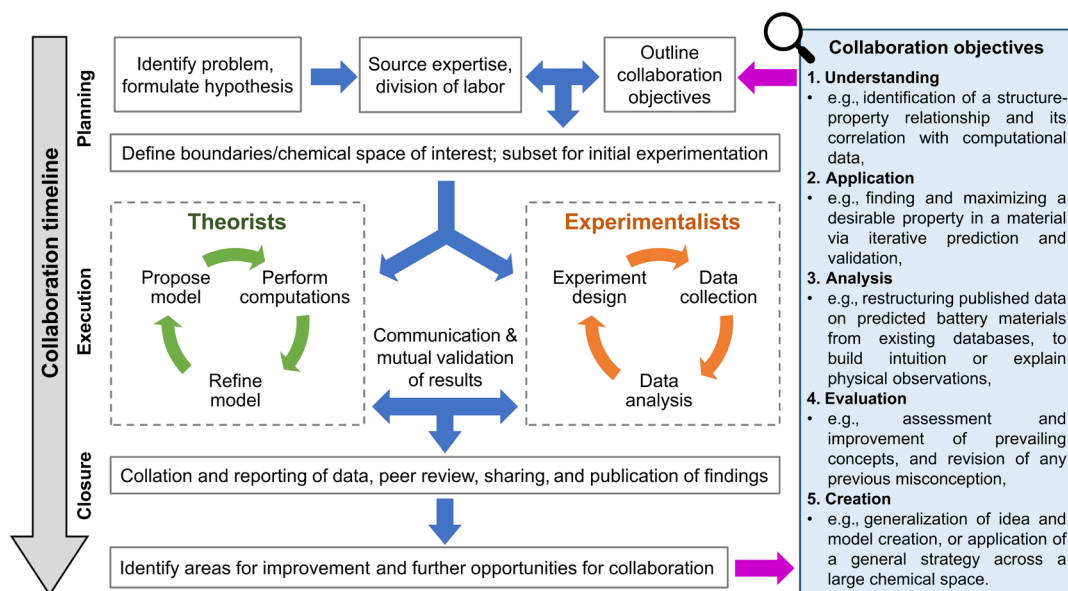 Collaboration timeline
Planning
Identify problem,
formulate hypothesis
Source expertise,
division of labor
Outline
collaboration
objectives
Define boundaries/chemical space of interest; subset for initial experimentation
Execution
Theorists
Propose
model
Perform
computations
Refine
model
Communication &
mutual validation
of results
Experimentalists
Experiment
design
Data
collection
Data
analysis
Closure
Collation and reporting of data, peer review, sharing, and publication of findings
Identify areas for improvement and further opportunities for collaboration
Collaboration objectives
1. Understanding
• e.g., identification of a structure-
property relationship and its
correlation with computational
data,
2. Application
• e.g., finding and maximizing a
desirable property in a material
via iterative prediction and
validation,
3. Analysis
• e.g., restructuring published data
on predicted battery materials
from existing databases, to
build intuition or explain
physical observations,
4. Evaluation
• e.g., assessment and
improvement of prevailing
concepts, and revision of any
previous misconception,
5. Creation
• e.g., generalization of idea and
model creation, or application of
a general strategy across a
large chemical space.